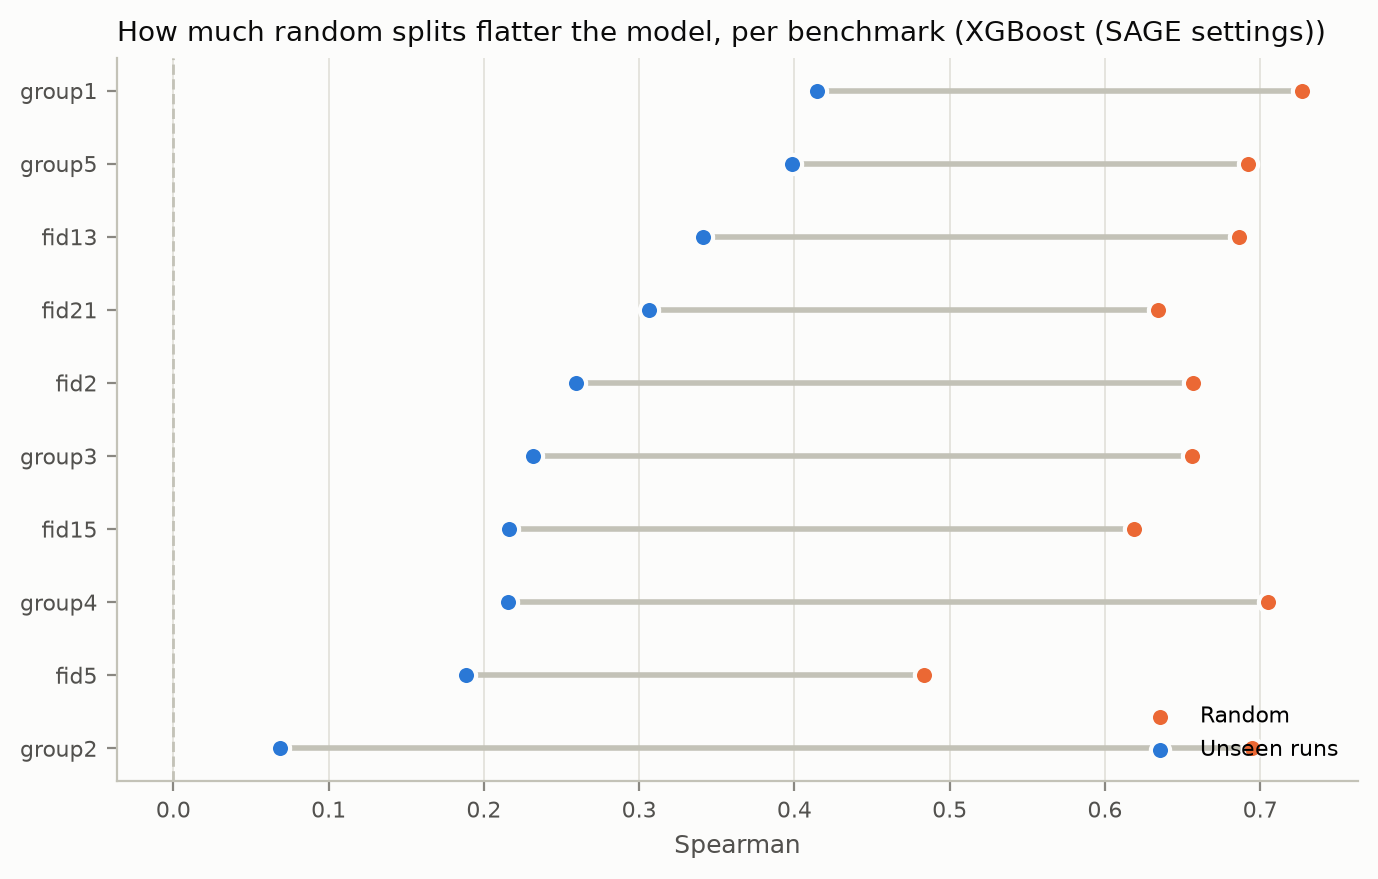 How much random splits flatter the model, per benchmark (XGBoost (SAGE settings))
group1
group5
fid13
fid21
fid2
group3
fid15
group4
fid5
group2
Random
Unseen runs
0.0 0.1 0.2 0.3 0.4 0.5 0.6 0.7
Spearman